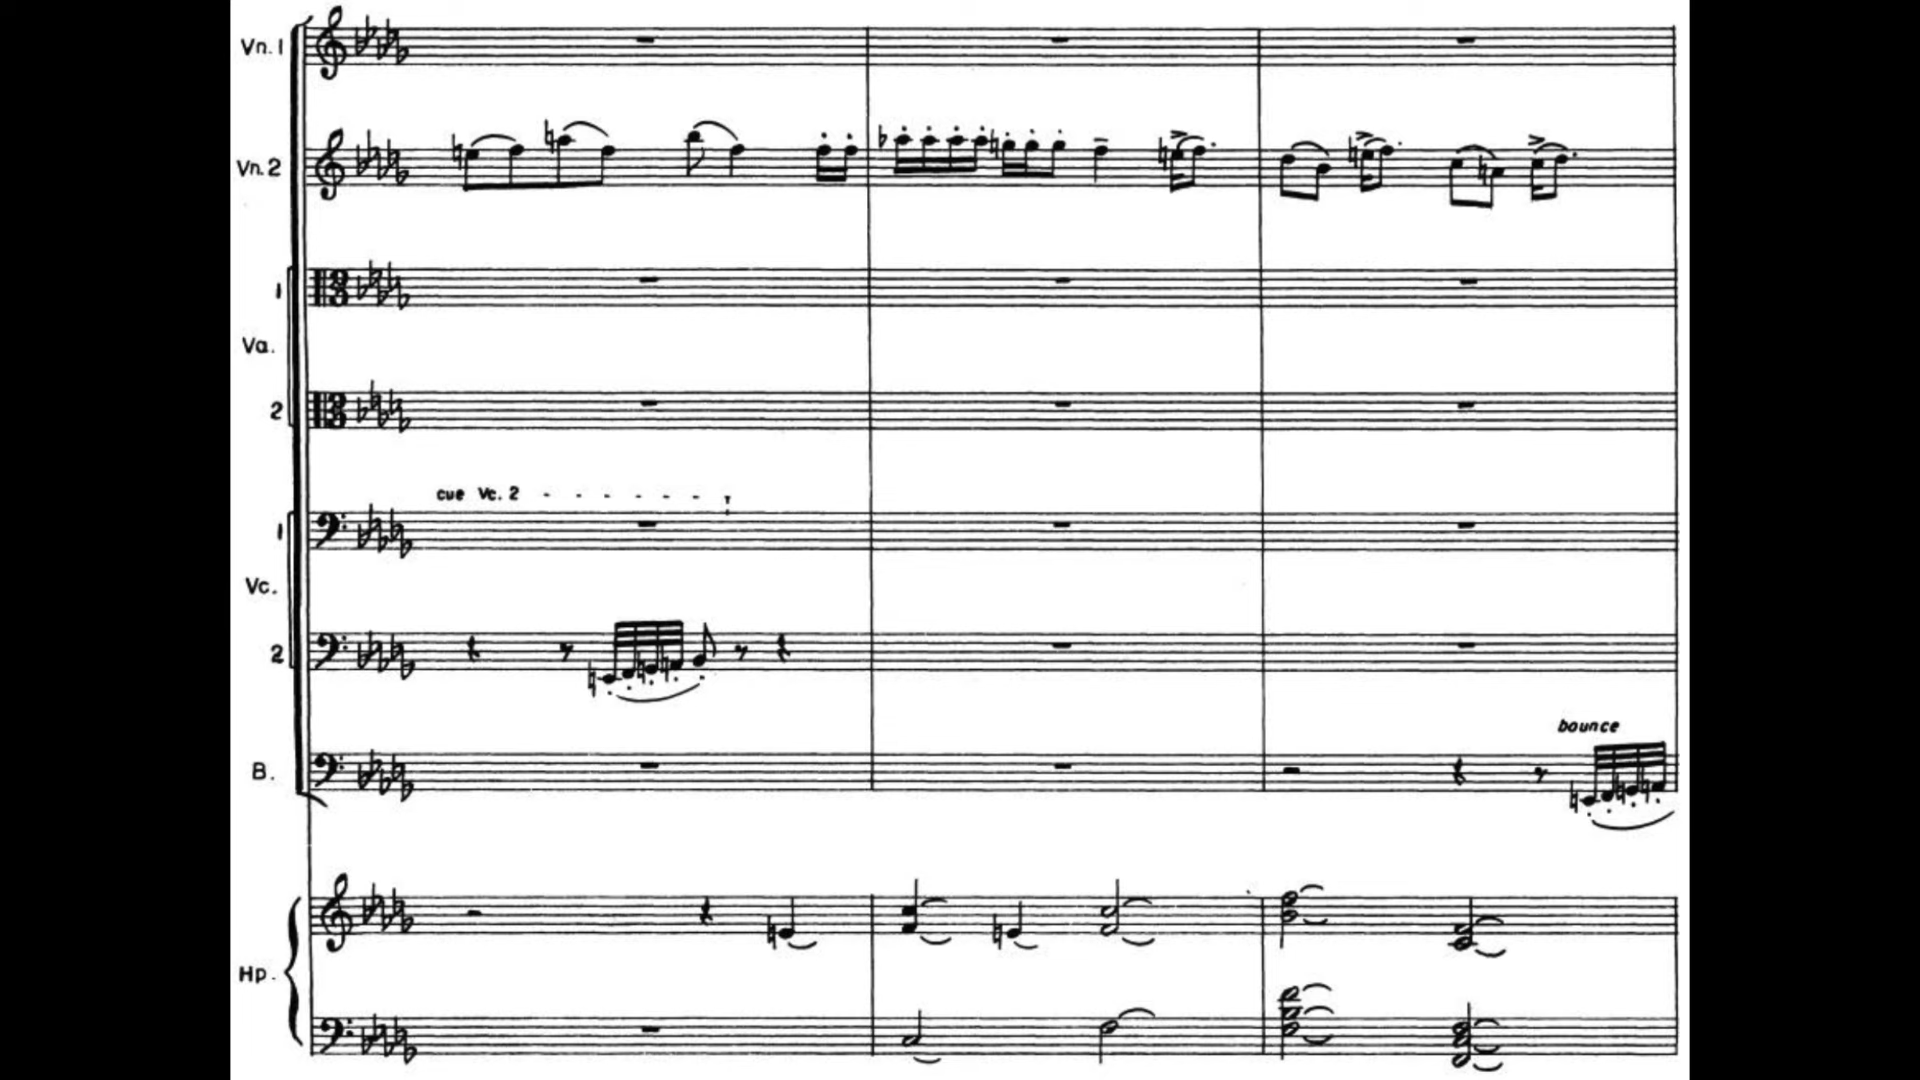 Vn. 1
Vn. 2
1
Va.
2
cue Vc. 2
1
Vc.
2
bounce
B.
Hp.